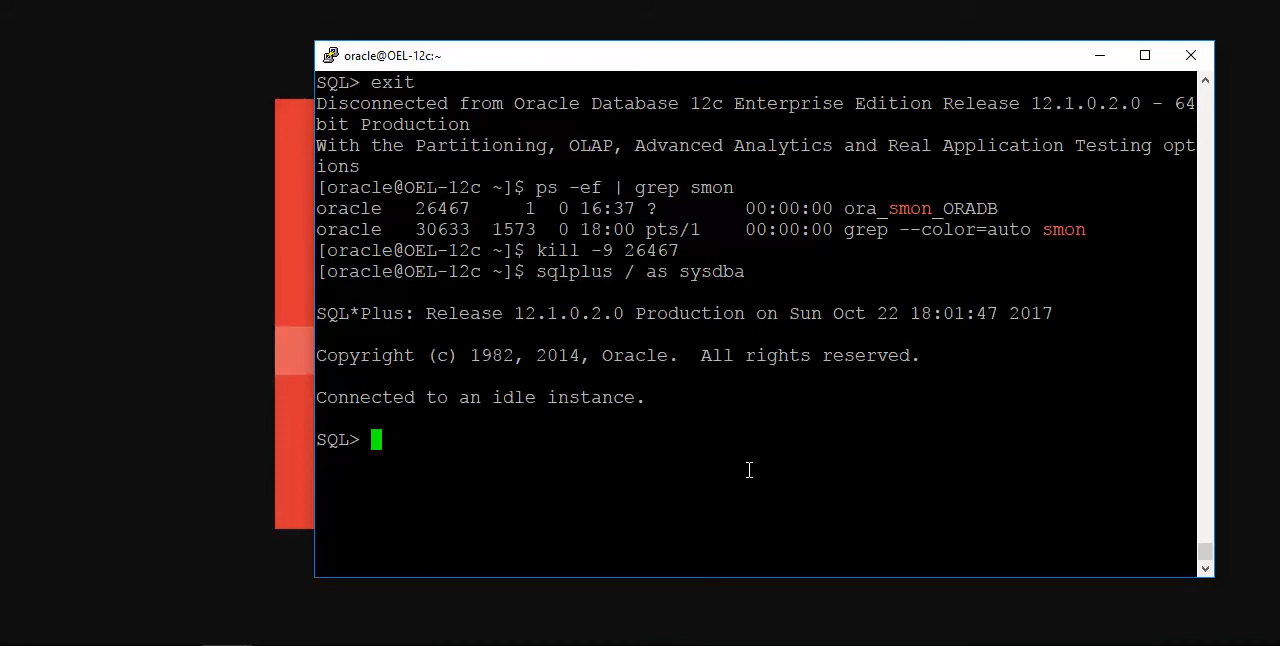 oracle@OEL-12c:~
SQL> exit
Disconnected from Oracle Database 12c Enterprise Edition Release 12.1.0.2.0 - 64
bit Production
With the Partitioning, OLAP, Advanced Analytics and Real Application Testing opt
ions
[oracle@OEL-12c ~]$ ps -ef | grep smon
oracle   26467     1  0 16:37 ?        00:00:00 ora_smon_ORADB
oracle   30633  1573  0 18:00 pts/1    00:00:00 grep --color=auto smon
[oracle@OEL-12c ~]$ kill -9 26467
[oracle@OEL-12c ~]$ sqlplus / as sysdba
SQL*Plus: Release 12.1.0.2.0 Production on Sun Oct 22 18:01:47 2017
Copyright (c) 1982, 2014, Oracle.  All rights reserved.
Connected to an idle instance.
SQL>